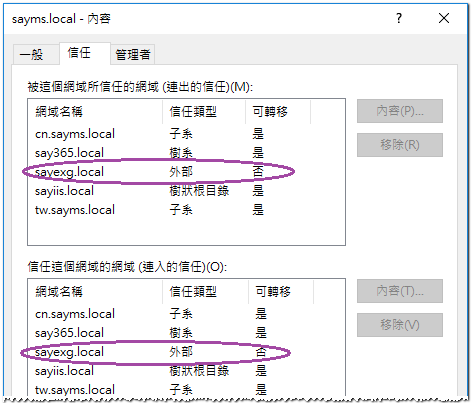 sayms.local - 內容
一般 信任 管理者
被這個網域所信任的網域 (連出的信任)(M):
網域名稱 信任類型 可轉移 內容(P)...
cn.sayms.local 子系 是 移除(R)
say365.local 樹系 是
sayexg.local 外部 否
sayiis.local 樹狀根目錄 是
tw.sayms.local 子系 是
信任這個網域的網域 (連入的信任)(O):
網域名稱 信任類型 可轉移 內容(T)...
cn.sayms.local 子系 是
say365.local 樹系 是 移除(V)
sayexg.local 外部 否
sayiis.local 樹狀根目錄 是
tw.sayms.local 子系 是